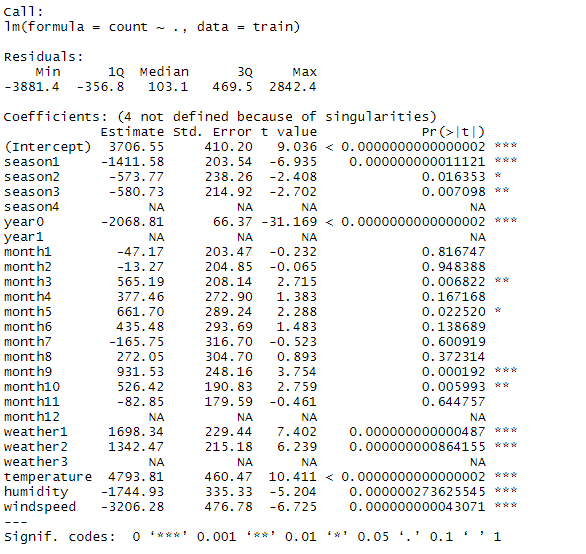 Call:
lm(formula = count ~ ., data = train)
Residuals:
Min 1Q Median 3Q Max
-3881.4 -356.8 103.1 469.5 2842.4
Coefficients: (4 not defined because of singularities)
Estimate Std. Error t value Pr(>|t|)
(Intercept) 3706.55 410.20 9.036 < 0.0000000000000002 ***
season1 -1411.58 203.54 -6.935 0.000000000011121 ***
season2 -573.77 238.26 -2.408 0.016353 *
season3 -580.73 214.92 -2.702 0.007098 **
season4 NA NA NA NA
year0 -2068.81 66.37 -31.169 < 0.0000000000000002 ***
year1 NA NA NA NA
month1 -47.17 203.47 -0.232 0.816747
month2 -13.27 204.85 -0.065 0.948388
month3 565.19 208.14 2.715 0.006822 **
month4 377.46 272.90 1.383 0.167168
month5 661.70 289.24 2.288 0.022520 *
month6 435.48 293.69 1.483 0.138689
month7 -165.75 316.70 -0.523 0.600919
month8 272.05 304.70 0.893 0.372314
month9 931.53 248.16 3.754 0.000192 ***
month10 526.42 190.83 2.759 0.005993 **
month11 -82.85 179.59 -0.461 0.644757
month12 NA NA NA NA
weather1 1698.34 229.44 7.402 0.000000000000487 ***
weather2 1342.47 215.18 6.239 0.000000000864155 ***
weather3 NA NA NA NA
temperature 4793.81 460.47 10.411 < 0.0000000000000002 ***
humidity -1744.93 335.33 -5.204 0.000000273625545 ***
windspeed -3206.28 476.78 -6.725 0.000000000043071 ***
---
Signif. codes: 0 ‘***’ 0.001 ‘**’ 0.01 ‘*’ 0.05 ‘.’ 0.1 ‘ ’ 1